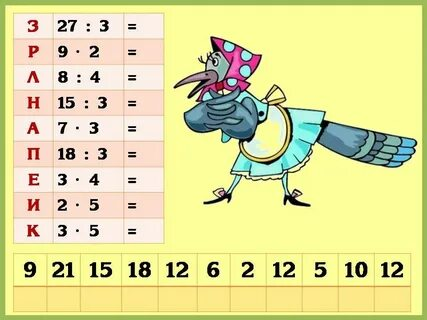 З 27 : 3 =
Р 9 · 2 =
Л 8 : 4 =
Н 15 : 3 =
А 7 · 3 =
П 18 : 3 =
Е 3 · 4 =
И 2 · 5 =
К 3 · 5 =
9 21 15 18 12 6 2 12 5 10 12